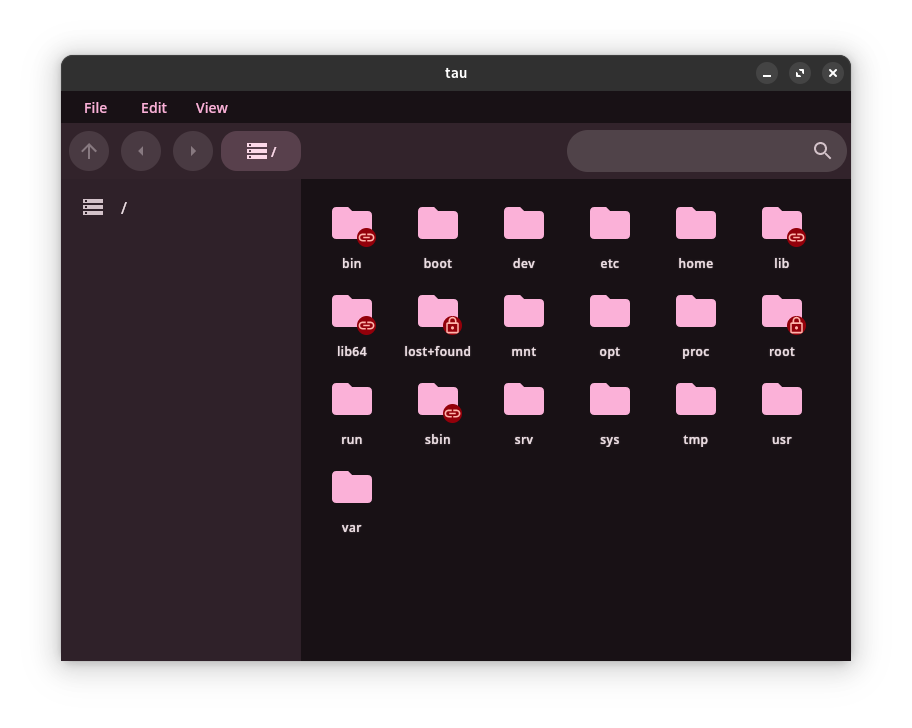 tau
File Edit View
/
/
bin boot dev etc home lib
lib64 lost+found mnt opt proc root
run sbin srv sys tmp usr
var